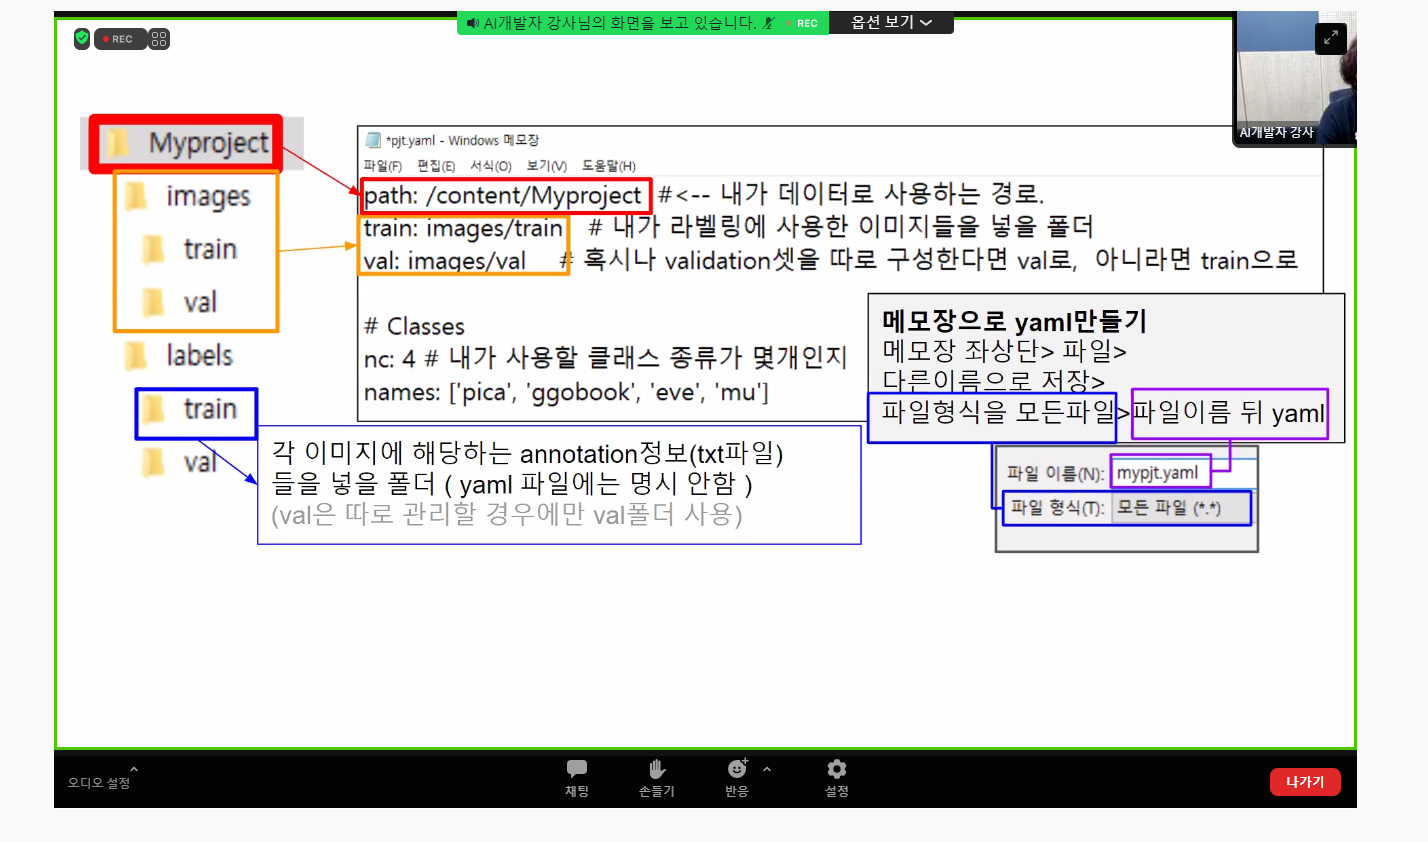 AI개발자 강사님의 화면을 보고 있습니다.
REC
옵션 보기
REC
AI개발자 강사
Myproject
images
train
val
labels
train
val
*pjt.yaml - Windows 메모장
파일(F) 편집(E) 서식(O) 보기(V) 도움말(H)
path: /content/Myproject #<-- 내가 데이터로 사용하는 경로.
train: images/train # 내가 라벨링에 사용한 이미지들을 넣을 폴더
val: images/val # 혹시나 validation셋을 따로 구성한다면 val로, 아니라면 train으로
# Classes
nc: 4 # 내가 사용할 클래스 종류가 몇개인지
names: ['pica', 'ggobook', 'eve', 'mu']
메모장으로 yaml만들기
메모장 좌상단> 파일>
다른이름으로 저장>
파일형식을 모든파일>파일이름 뒤 yaml
각 이미지에 해당하는 annotation정보(txt파일)
들을 넣을 폴더 ( yaml 파일에는 명시 안함 )
(val은 따로 관리할 경우에만 val폴더 사용)
파일 이름(N): mypjt.yaml
파일 형식(T): 모든 파일 (*.*)
오디오 설정
채팅
손들기
반응
설정
나가기